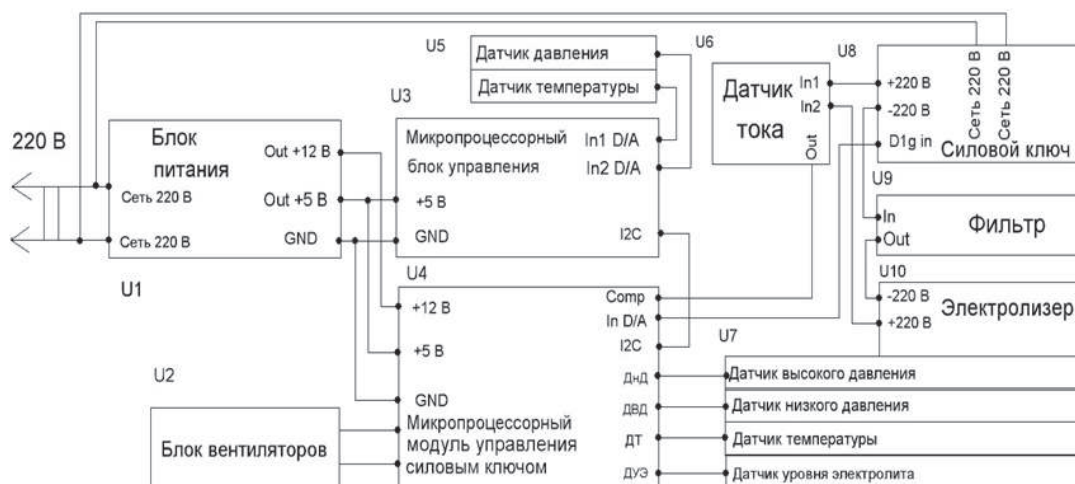 220 В
Блок
питания
Out +12 В
Сеть 220 В
Out +5 В
Сеть 220 В
GND
U1
U2
Блок вентиляторов
U3
Микропроцессорный
блок управления
In1 D/A
In2 D/A
+5 В
GND
I2C
U4
Comp
+12 В
In D/A
I2C
+5 В
ДнД
GND
ДВД
Микропроцессорный
модуль управления
силовым ключом
ДТ
ДУЭ
U5
Датчик давления
Датчик температуры
U6
Датчик
тока
In1
In2
Out
U7
Датчик высокого давления
Датчик низкого давления
Датчик температуры
Датчик уровня электролита
U8
+220 В
-220 В
D1g in
Сеть 220 В
Сеть 220 В
Силовой ключ
U9
In
Out
Фильтр
U10
-220 В
+220 В
Электролизер